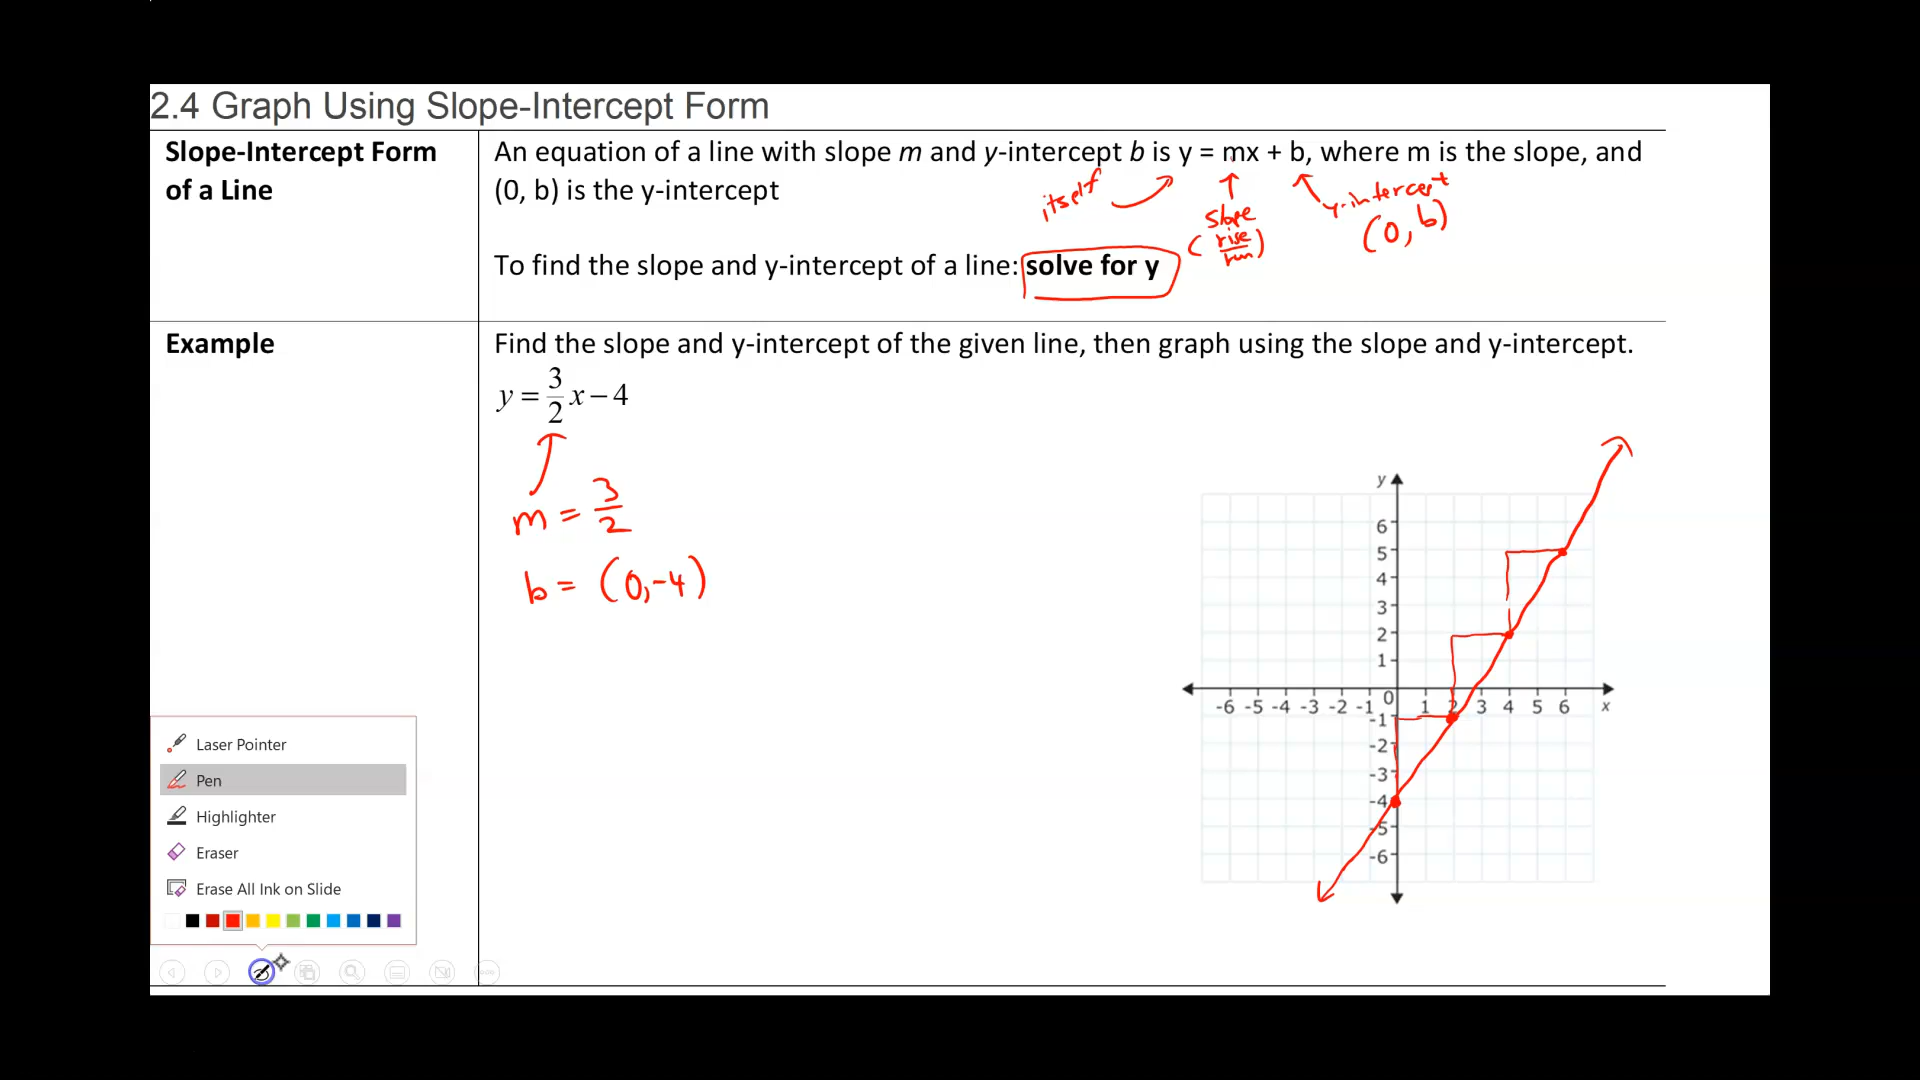 2.4 Graph Using Slope-Intercept Form
Slope-Intercept Form
of a Line
An equation of a line with slope m and y-intercept b is y = mx + b, where m is the slope, and
(0, b) is the y-intercept
itself
slope
(rise/run)
y-intercept
(0, b)
To find the slope and y-intercept of a line: solve for y
Example
Find the slope and y-intercept of the given line, then graph using the slope and y-intercept.
y = 3/2 x − 4
m = 3/2
b = (0, -4)
y
6
5
4
3
2
1
0
-6 -5 -4 -3 -2 -1 1 2 3 4 5 6 x
-1
-2
-3
-4
-5
-6
Laser Pointer
Pen
Highlighter
Eraser
Erase All Ink on Slide